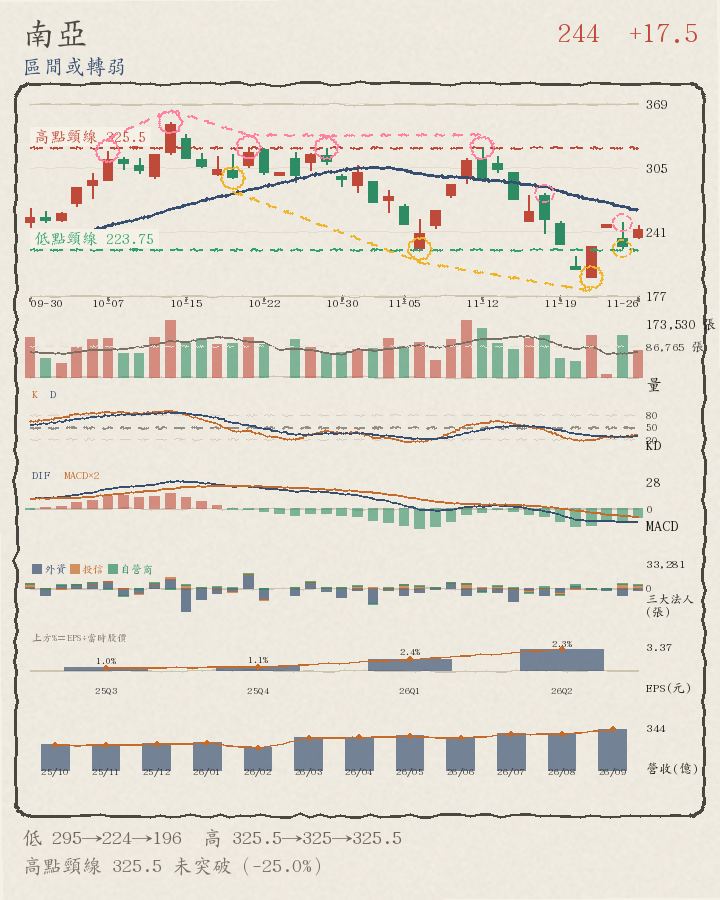 南亞
244 +17.5
區間或轉弱
369
高點頸線 325.5
305
低點頸線 223.75
241
177
09-30 10-07 10-15 10-22 10-30 11-05 11-12 11-19 11-26
173,530 張
86,765 張
量
K D
80
50
20
KD
DIF MACD×2
28
0
MACD
外資 投信 自營商
33,281
0
三大法人
(張)
上方%=EPS÷當時股價
1.0% 1.1% 2.4% 2.3%
3.37
25Q3 25Q4 26Q1 26Q2
EPS(元)
344
25/10 25/11 25/12 26/01 26/02 26/03 26/04 26/05 26/06 26/07 26/08 26/09
營收(億)
低 295→224→196 高 325.5→325→325.5
高點頸線 325.5 未突破 (-25.0%)